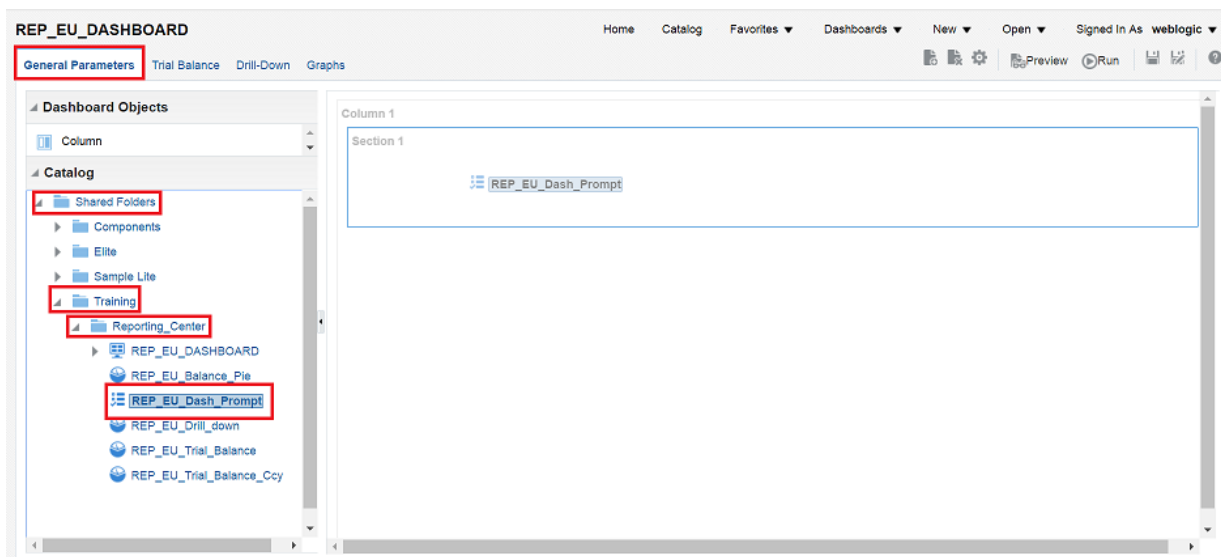 REP_EU_DASHBOARD
Home Catalog Favorites Dashboards New Open Signed In As weblogic
General Parameters Trial Balance Drill-Down Graphs
Preview Run
Dashboard Objects
Column
Catalog
Shared Folders
Components
Elite
Sample Lite
Training
Reporting_Center
REP_EU_DASHBOARD
REP_EU_Balance_Pie
REP_EU_Dash_Prompt
REP_EU_Drill_down
REP_EU_Trial_Balance
REP_EU_Trial_Balance_Ccy
Column 1
Section 1
REP_EU_Dash_Prompt